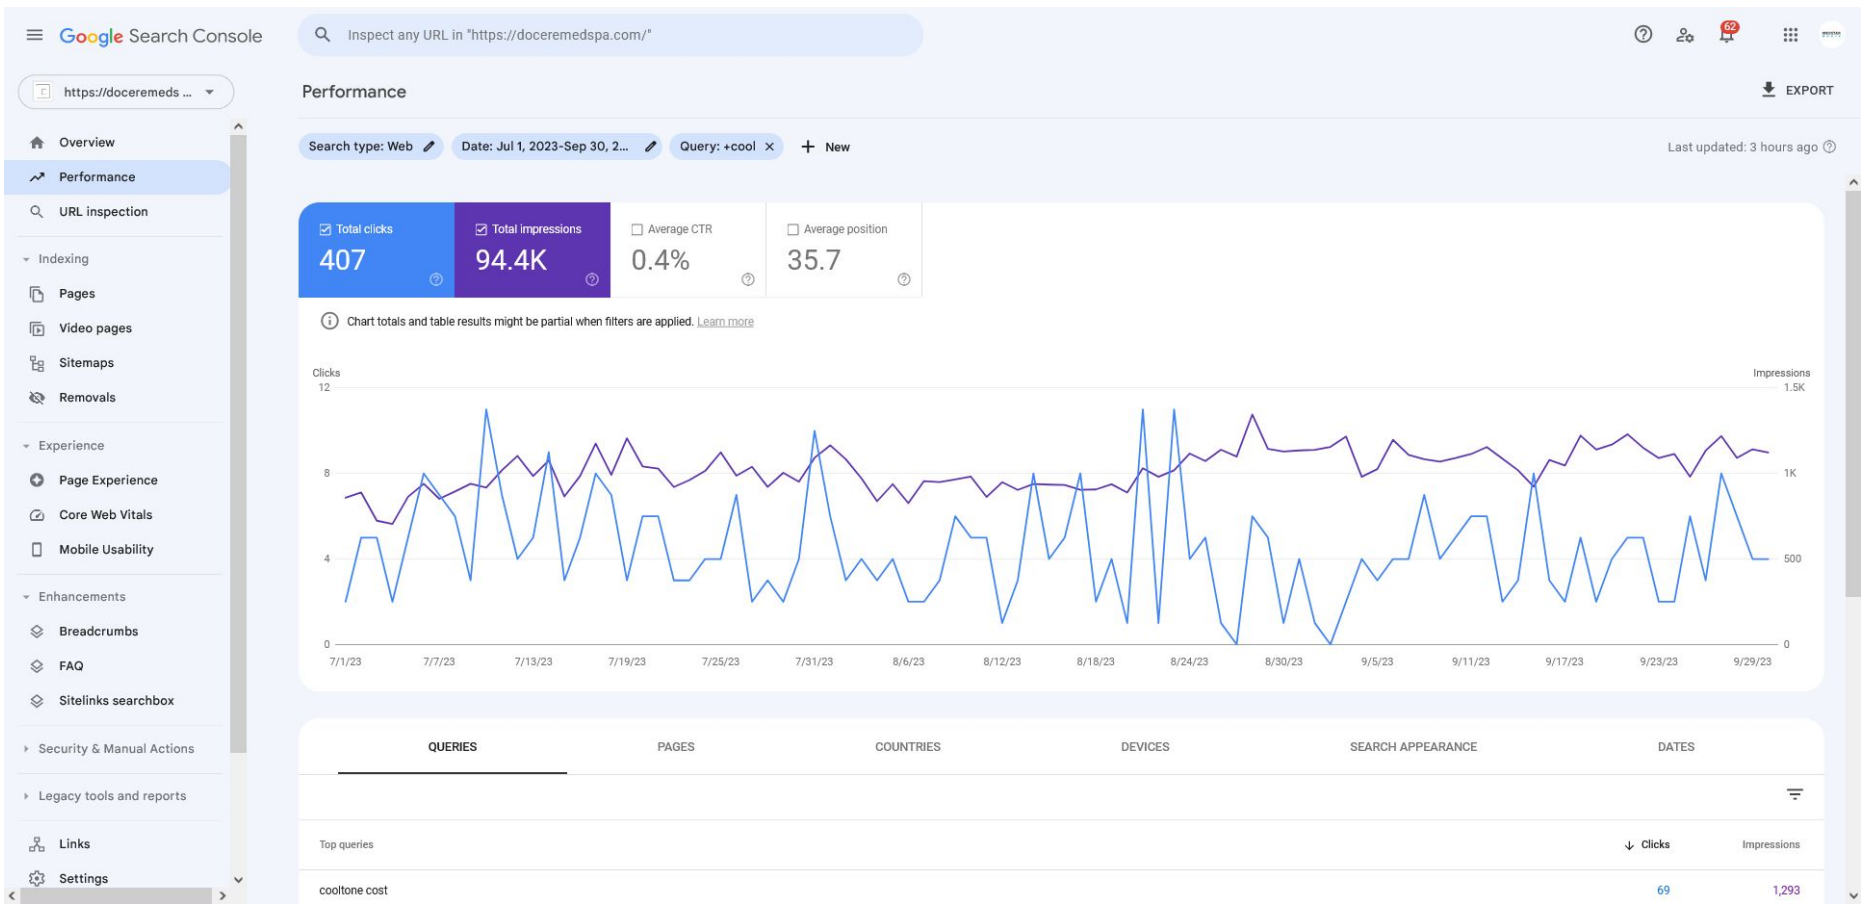 Google Search Console
Inspect any URL in "https://doceremedspa.com/"
62
https://doceremeds ...
Performance
EXPORT
Overview
Performance
URL inspection
Indexing
Pages
Video pages
Sitemaps
Removals
Experience
Page Experience
Core Web Vitals
Mobile Usability
Enhancements
Breadcrumbs
FAQ
Sitelinks searchbox
Security & Manual Actions
Legacy tools and reports
Links
Settings
Search type: Web
Date: Jul 1, 2023-Sep 30, 2...
Query: +cool
New
Last updated: 3 hours ago
Total clicks
407
Total impressions
94.4K
Average CTR
0.4%
Average position
35.7
Chart totals and table results might be partial when filters are applied. Learn more
Clicks
Impressions
12
1.5K
8
1K
4
500
0
0
7/1/23 7/7/23 7/13/23 7/19/23 7/25/23 7/31/23 8/6/23 8/12/23 8/18/23 8/24/23 8/30/23 9/5/23 9/11/23 9/17/23 9/23/23 9/29/23
QUERIES PAGES COUNTRIES DEVICES SEARCH APPEARANCE DATES
Top queries Clicks Impressions
cooltone cost 69 1,293